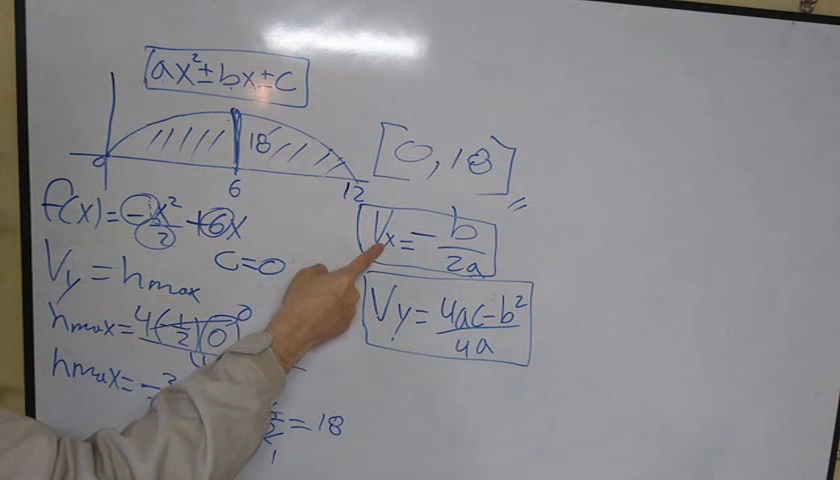 ax²±bx±c
18
[0,18]
0
6
12
f(x)=-x²/2+6x
c=0
Vx=-b/2a
Vy=hmax
Vy=4ac-b²/4a
hmax=4(-1/2)(0)
hmax=-3
=18